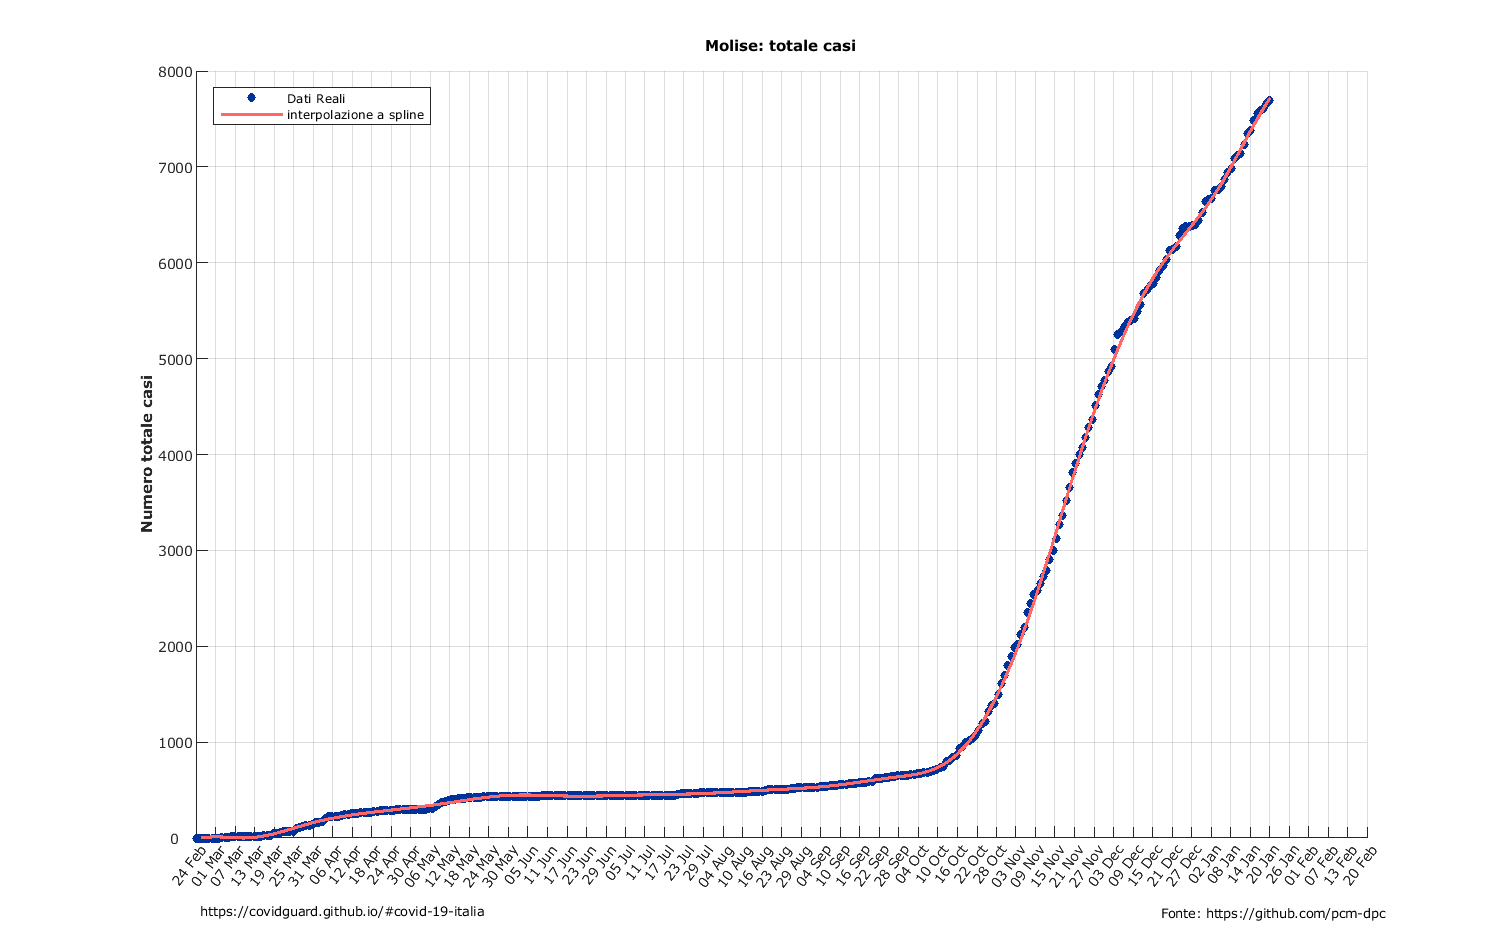 Molise: totale casi
Dati Reali
interpolazione a spline
Numero totale casi
8000
7000
6000
5000
4000
3000
2000
1000
0
24 Feb
01 Mar
07 Mar
13 Mar
19 Mar
25 Mar
31 Mar
06 Apr
12 Apr
18 Apr
24 Apr
30 Apr
06 May
12 May
18 May
24 May
30 May
05 Jun
11 Jun
17 Jun
23 Jun
29 Jul
05 Jul
11 Jul
17 Jul
23 Jul
29 Jul
04 Aug
10 Aug
16 Aug
23 Aug
29 Aug
04 Sep
10 Sep
16 Sep
22 Sep
28 Oct
04 Oct
10 Oct
16 Oct
22 Oct
28 Oct
03 Nov
09 Nov
15 Nov
21 Nov
27 Dec
03 Dec
09 Dec
15 Dec
21 Dec
27 Dec
02 Jan
08 Jan
14 Jan
20 Jan
26 Jan
01 Feb
07 Feb
13 Feb
20 Feb
https://covidguard.github.io/#covid-19-italia
Fonte: https://github.com/pcm-dpc